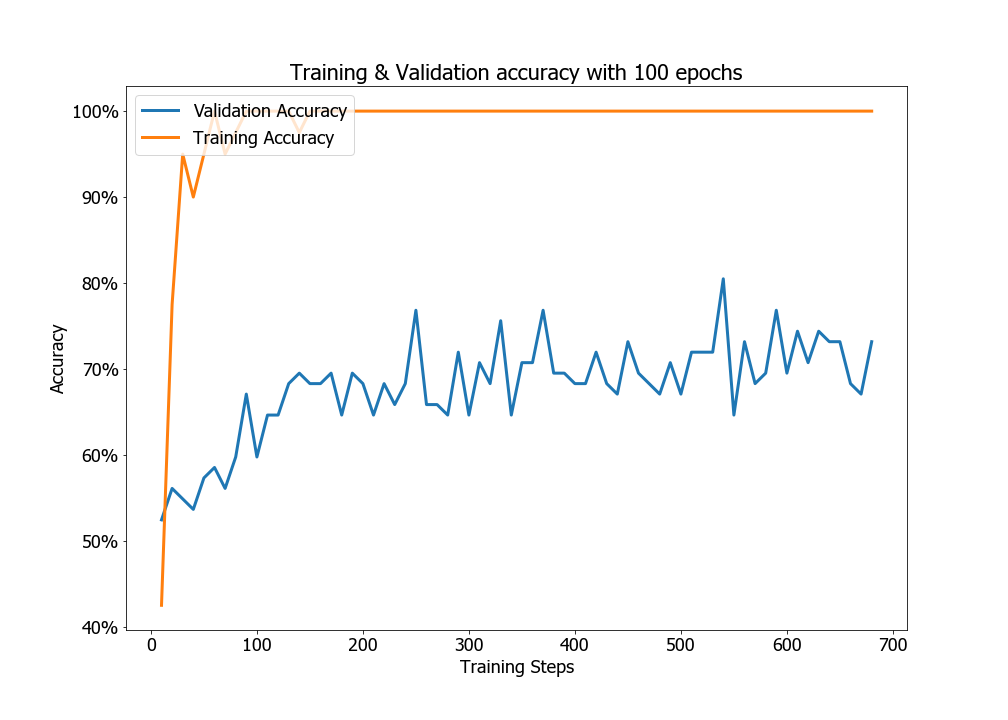 Training & Validation accuracy with 100 epochs
Validation Accuracy
Training Accuracy
100%
90%
80%
70%
60%
50%
40%
Accuracy
0 100 200 300 400 500 600 700
Training Steps